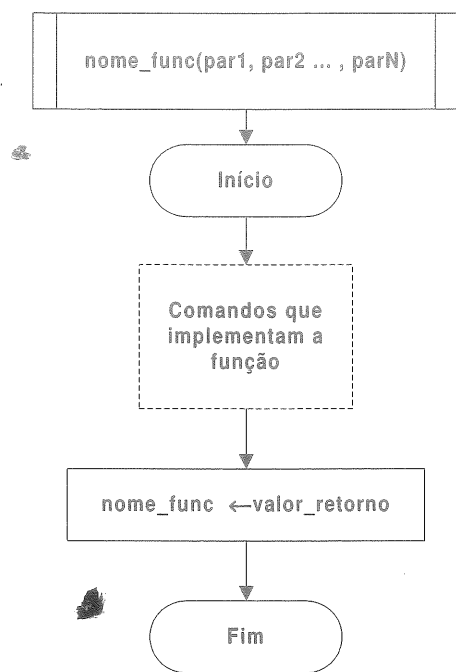 nome_func(par1, par2 ... , parN)
Início
Comandos que
implementam a
função
nome_func ←valor_retorno
Fim